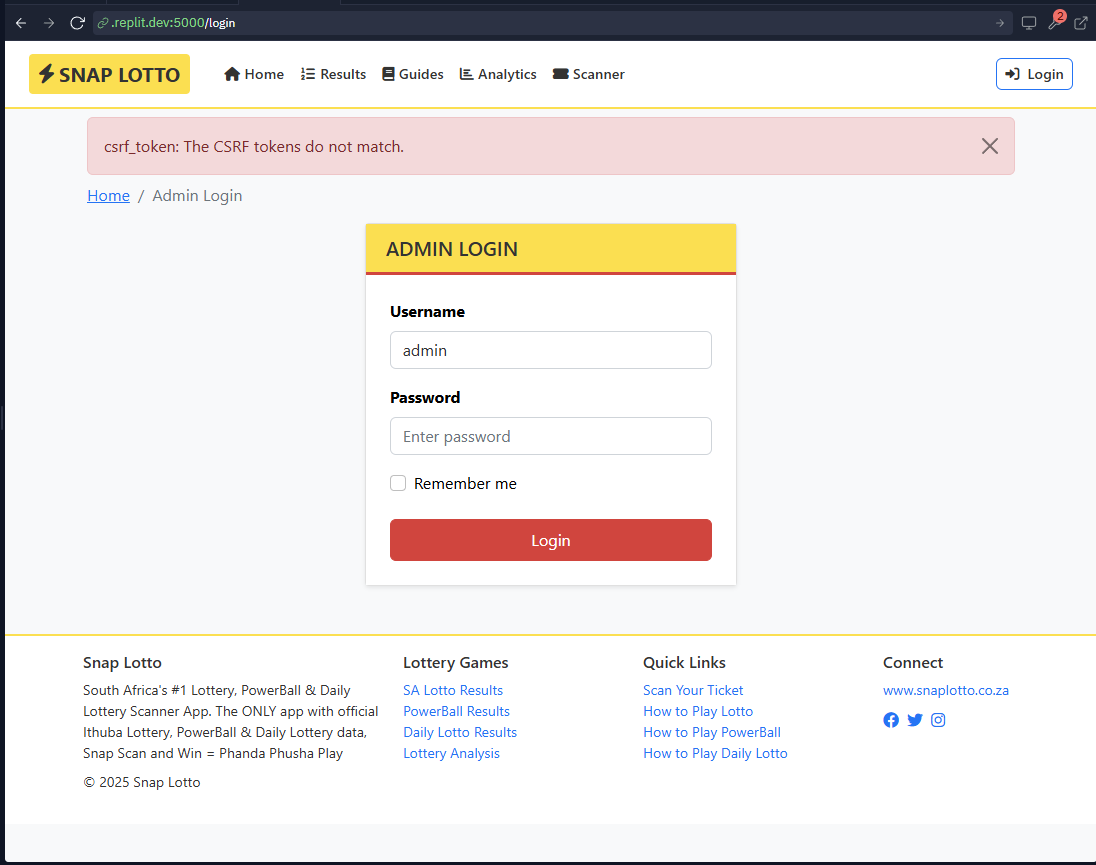 .replit.dev:5000/login
2
SNAP LOTTO
Home
Results
Guides
Analytics
Scanner
Login
csrf_token: The CSRF tokens do not match.
Home / Admin Login
ADMIN LOGIN
Username
admin
Password
Enter password
Remember me
Login
Snap Lotto
South Africa's #1 Lottery, PowerBall & Daily
Lottery Scanner App. The ONLY app with official
Ithuba Lottery, PowerBall & Daily Lottery data,
Snap Scan and Win = Phanda Phusha Play
© 2025 Snap Lotto
Lottery Games
SA Lotto Results
PowerBall Results
Daily Lotto Results
Lottery Analysis
Quick Links
Scan Your Ticket
How to Play Lotto
How to Play PowerBall
How to Play Daily Lotto
Connect
www.snaplotto.co.za